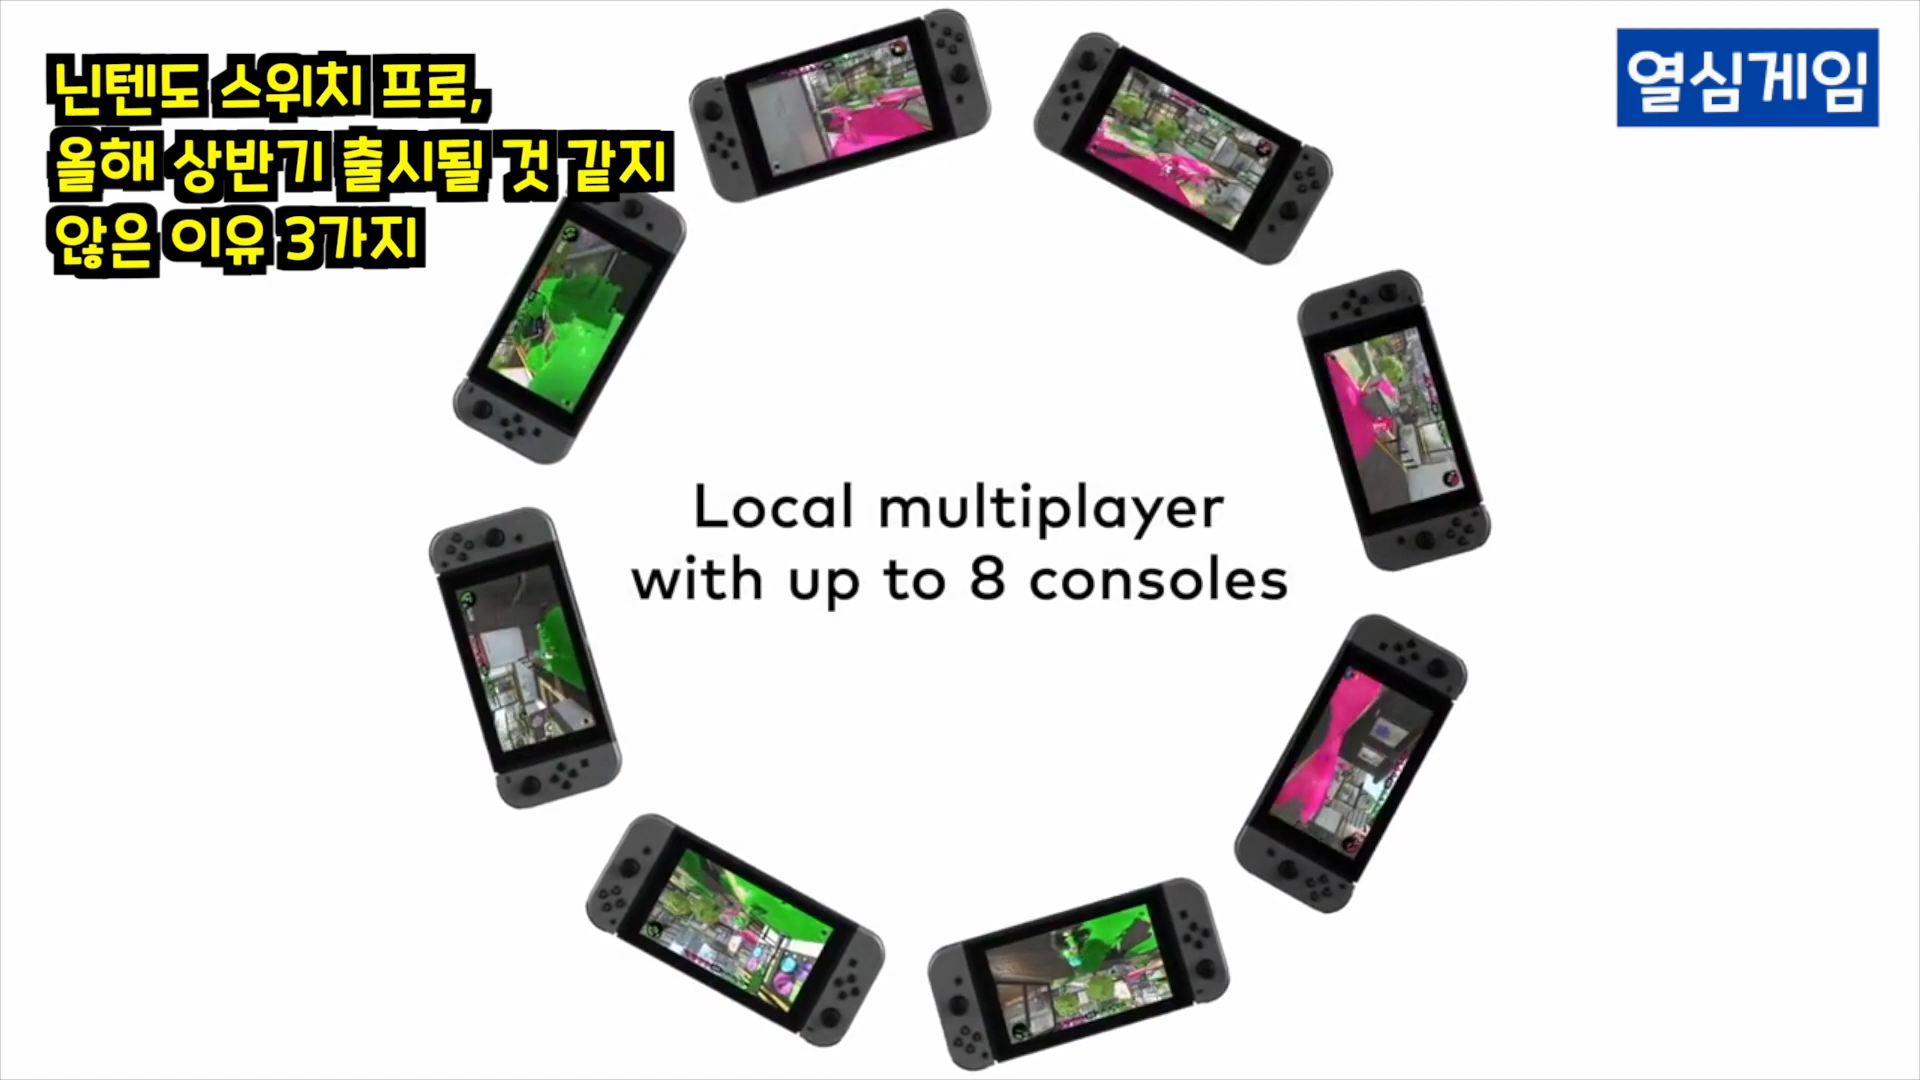 닌텐도 스위치 프로,
올해 상반기 출시될 것 같지
않은 이유 3가지
열심게임
Local multiplayer
with up to 8 consoles